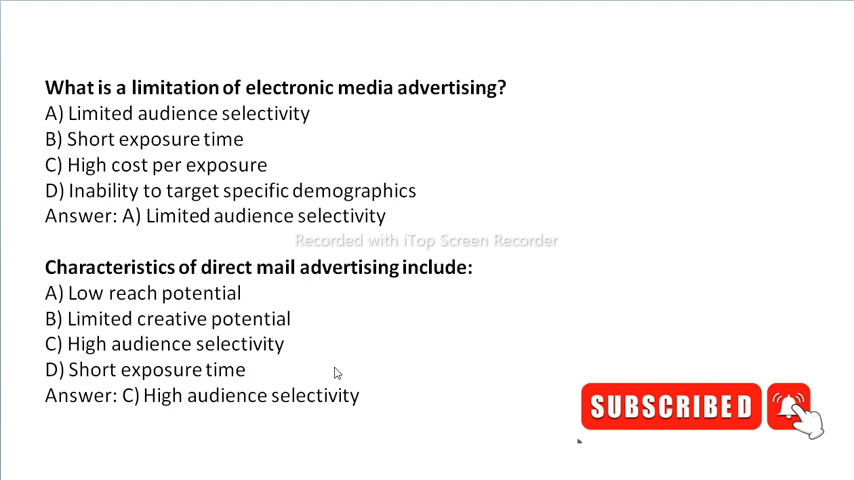 What is a limitation of electronic media advertising?
A) Limited audience selectivity
B) Short exposure time
C) High cost per exposure
D) Inability to target specific demographics
Answer: A) Limited audience selectivity
Recorded with iTop Screen Recorder
Characteristics of direct mail advertising include:
A) Low reach potential
B) Limited creative potential
C) High audience selectivity
D) Short exposure time
Answer: C) High audience selectivity
SUBSCRIBED